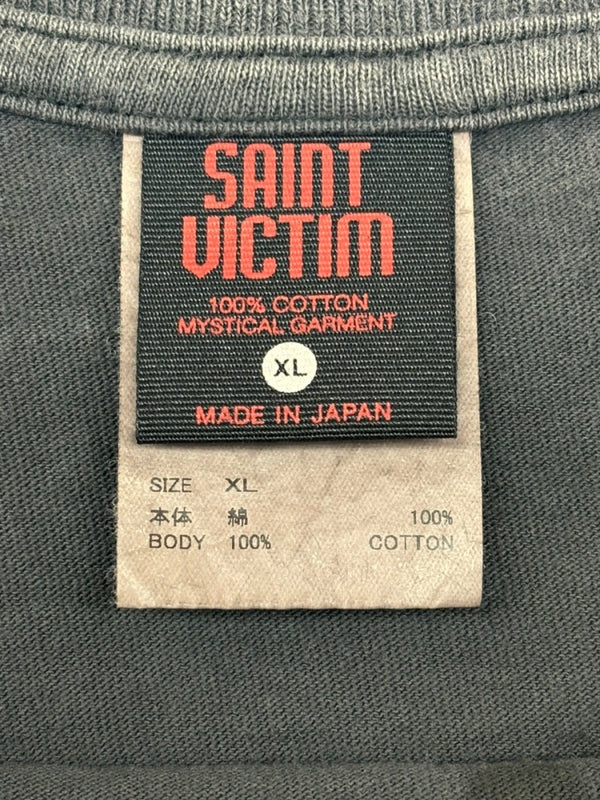 SAINT
VICTIM
100% COTTON
MYSTICAL GARMENT
XL
MADE IN JAPAN
SIZE XL
本体 綿 100%
BODY 100% COTTON